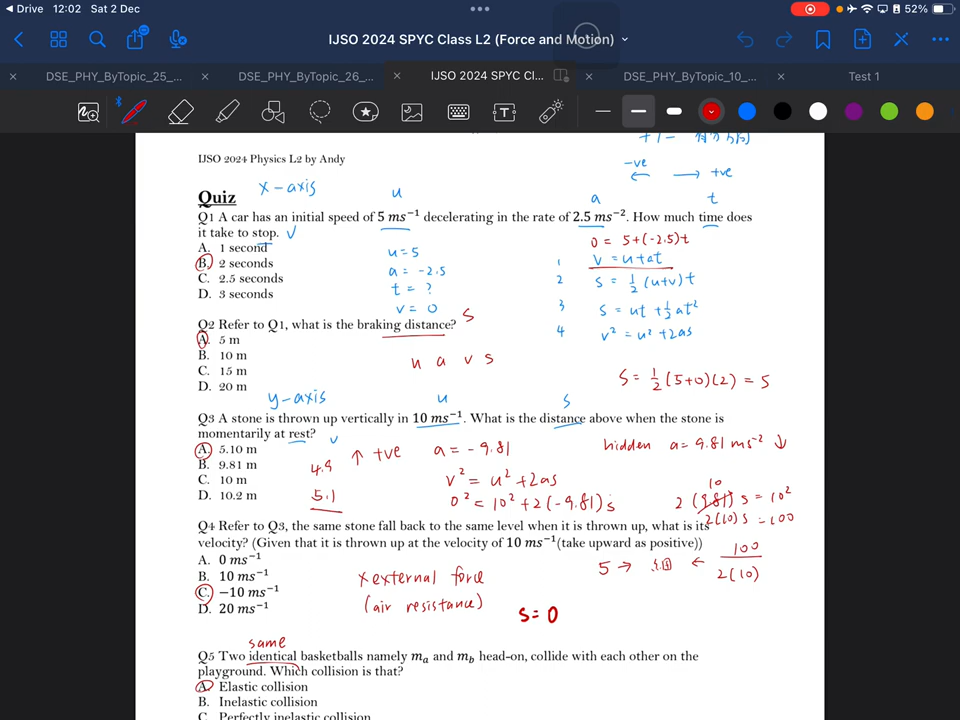 Drive 12:02 Sat 2 Dec 52%
IJSO 2024 SPYC Class L2 (Force and Motion)
DSE_PHY_ByTopic_25_... DSE_PHY_ByTopic_26_... IJSO 2024 SPYC Cl... DSE_PHY_ByTopic_10_... Test 1
IJSO 2024 Physics L2 by Andy
-ve
+ve
x-axis u a t
Quiz
Q1 A car has an initial speed of 5 ms⁻¹ decelerating in the rate of 2.5 ms⁻². How much time does
it take to stop. v
0 = 5+(-2.5)t
A. 1 second
B. 2 seconds
C. 2.5 seconds
D. 3 seconds
u = 5
a = -2.5
t = ?
v = 0
1 v = u+at
2 s = ½ (u+v) t
3 s = ut + ½ at²
4 v² = u² + 2as
Q2 Refer to Q1, what is the braking distance? s
A. 5 m
B. 10 m
C. 15 m
D. 20 m
u a v s
s = ½ (5+0)(2) = 5
y-axis u s
Q3 A stone is thrown up vertically in 10 ms⁻¹. What is the distance above when the stone is
momentarily at rest? v
A. 5.10 m
B. 9.81 m
C. 10 m
D. 10.2 m
4.9
5.1
↑ +ve a = -9.81
v² = u² + 2as
0² = 10² + 2(-9.81) s
hidden a = 9.81 ms⁻² ↓
10
2 (9.81) s = 10²
2(10) s = 100
Q4 Refer to Q3, the same stone fall back to the same level when it is thrown up, what is its
velocity? (Given that it is thrown up at the velocity of 10 ms⁻¹(take upward as positive))
A. 0 ms⁻¹
B. 10 ms⁻¹
C. −10 ms⁻¹
D. 20 ms⁻¹
x external force
(air resistance)
s = 0
5 → ← 100
2(10)
same
Q5 Two identical basketballs namely mₐ and m_b head-on, collide with each other on the
playground. Which collision is that?
A. Elastic collision
B. Inelastic collision
C. Perfectly inelastic collision